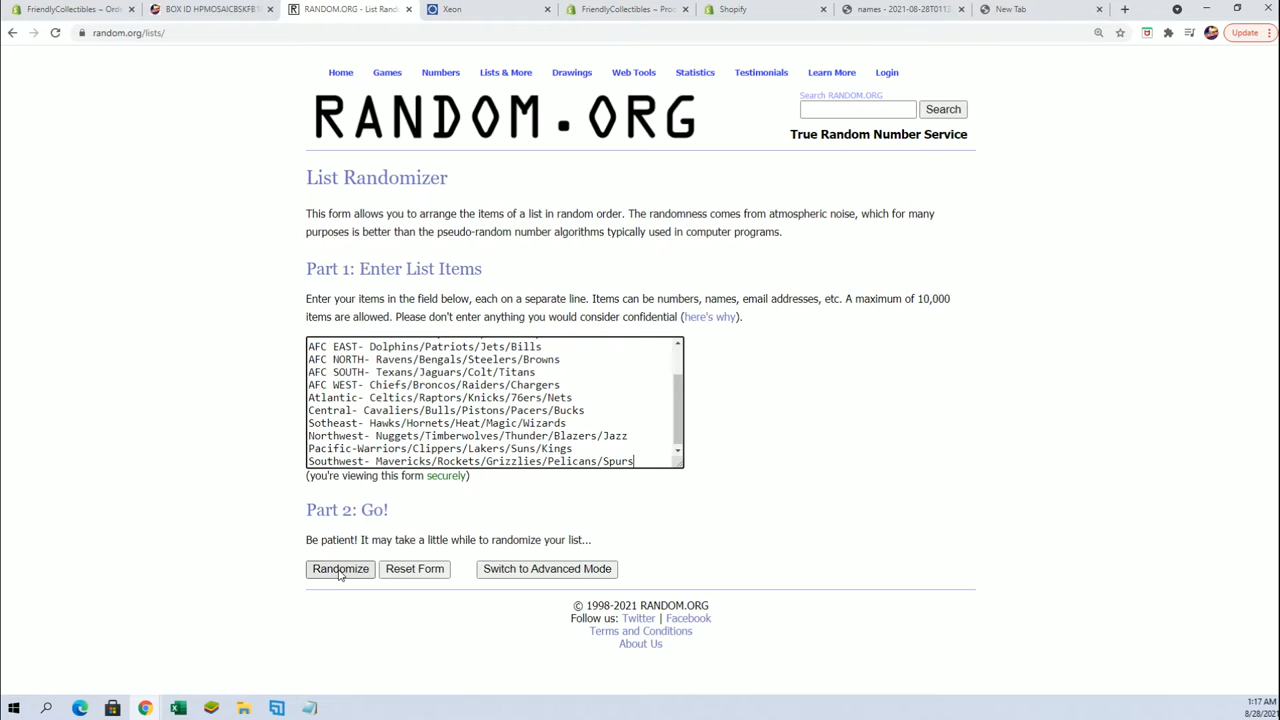 FriendlyCollectibles ~ Ord
BOX ID HPMOSAICBSKFB1
RANDOM.ORG - List Rand
Xeon
FriendlyCollectibles ~ Proc
Shopify
names - 2021-08-28T0113
New Tab
random.org/lists/
Update
Home Games Numbers Lists & More Drawings Web Tools Statistics Testimonials Learn More Login
RANDOM.ORG
Search RANDOM.ORG
Search
True Random Number Service
List Randomizer
This form allows you to arrange the items of a list in random order. The randomness comes from atmospheric noise, which for many
purposes is better than the pseudo-random number algorithms typically used in computer programs.
Part 1: Enter List Items
Enter your items in the field below, each on a separate line. Items can be numbers, names, email addresses, etc. A maximum of 10,000
items are allowed. Please don't enter anything you would consider confidential (here's why).
AFC EAST- Dolphins/Patriots/Jets/Bills
AFC NORTH- Ravens/Bengals/Steelers/Browns
AFC SOUTH- Texans/Jaguars/Colt/Titans
AFC WEST- Chiefs/Broncos/Raiders/Chargers
Atlantic- Celtics/Raptors/Knicks/76ers/Nets
Central- Cavaliers/Bulls/Pistons/Pacers/Bucks
Sotheast- Hawks/Hornets/Heat/Magic/Wizards
Northwest- Nuggets/Timberwolves/Thunder/Blazers/Jazz
Pacific-Warriors/Clippers/Lakers/Suns/Kings
Southwest- Mavericks/Rockets/Grizzlies/Pelicans/Spurs
(you're viewing this form securely)
Part 2: Go!
Be patient! It may take a little while to randomize your list...
Randomize Reset Form Switch to Advanced Mode
© 1998-2021 RANDOM.ORG
Follow us: Twitter | Facebook
Terms and Conditions
About Us
1:17 AM
8/28/2021